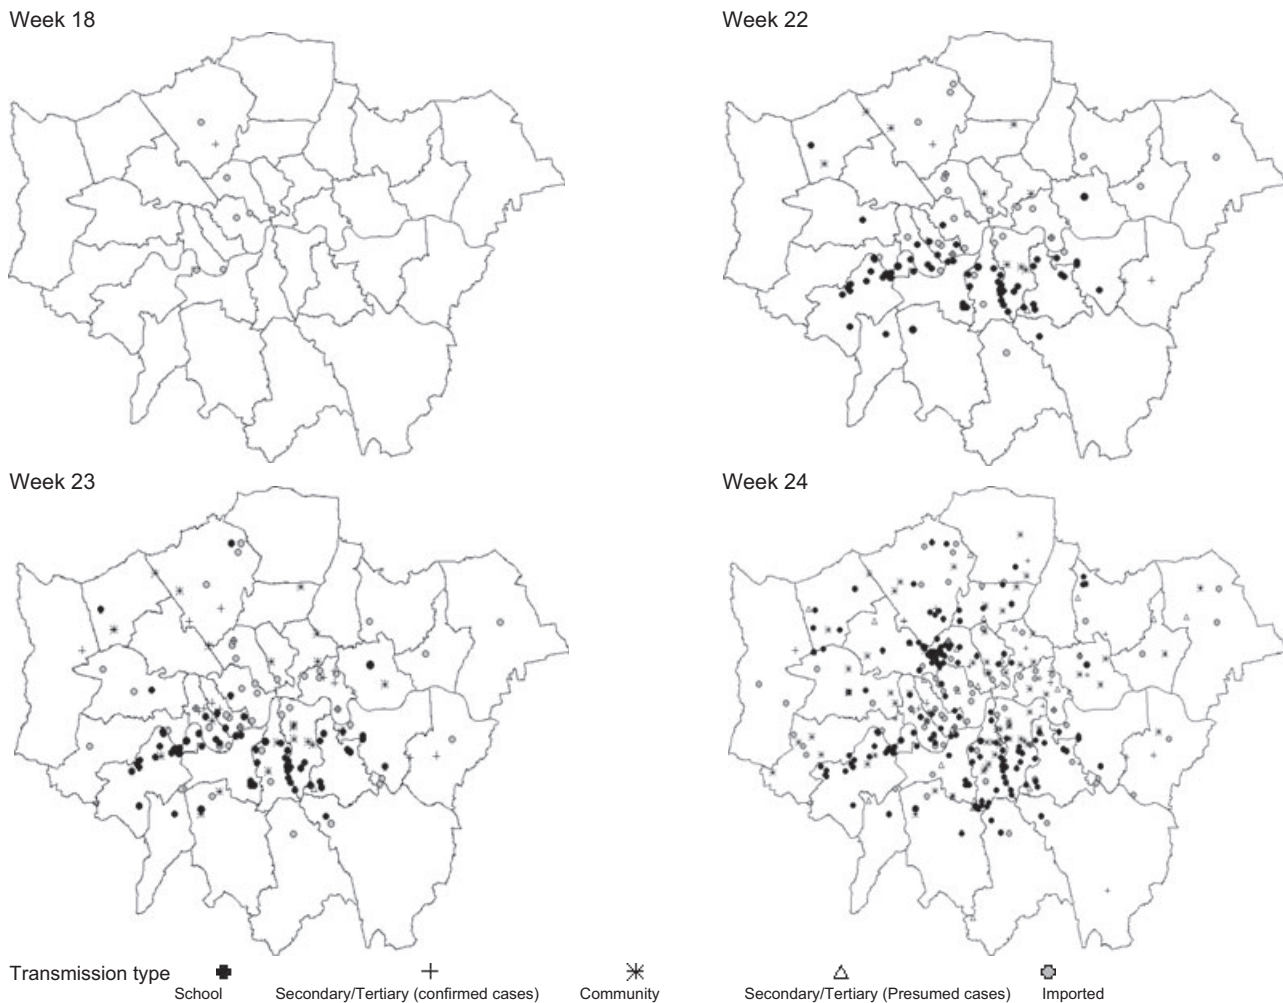 Week 18
Week 22
Week 23
Week 24
Transmission type
School
Secondary/Tertiary (confirmed cases)
Community
Secondary/Tertiary (Presumed cases)
Imported